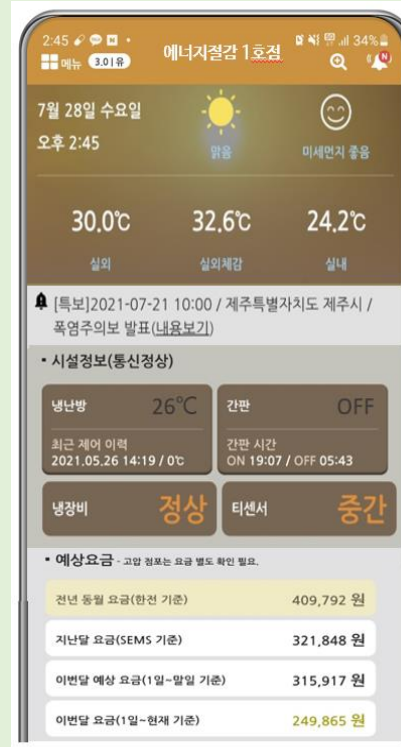 2:45
34%
메뉴 3.0 | 유
에너지절감 1호점
N
7월 28일 수요일
오후 2:45
맑음
미세먼지 좋음
30.0℃ 32.6℃ 24.2℃
실외 실외체감 실내
[특보]2021-07-21 10:00 / 제주특별자치도 제주시 /
폭염주의보 발표(내용보기)
▪ 시설정보(통신정상)
냉난방 26℃
최근 제어 이력
2021.05.26 14:19 / 0℃
간판 OFF
간판 시간
ON 19:07 / OFF 05:43
냉장비 정상
티센서 중간
▪ 예상요금 - 고압 점포는 요금 별도 확인 필요.
전년 동월 요금(한전 기준) 409,792 원
지난달 요금(SEMS 기준) 321,848 원
이번달 예상 요금(1일~말일 기준) 315,917 원
이번달 요금(1일~현재 기준) 249,865 원